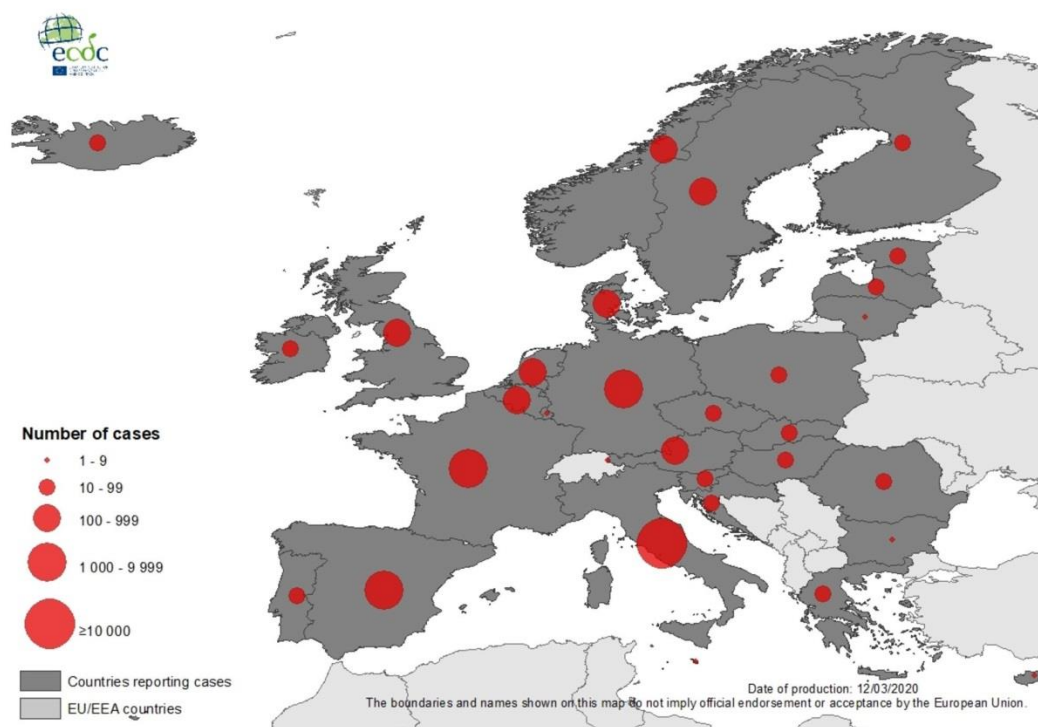 ecdc
Number of cases
1 - 9
10 - 99
100 - 999
1 000 - 9 999
≥10 000
Countries reporting cases
EU/EEA countries
Date of production: 12/03/2020
The boundaries and names shown on this map do not imply official endorsement or acceptance by the European Union.